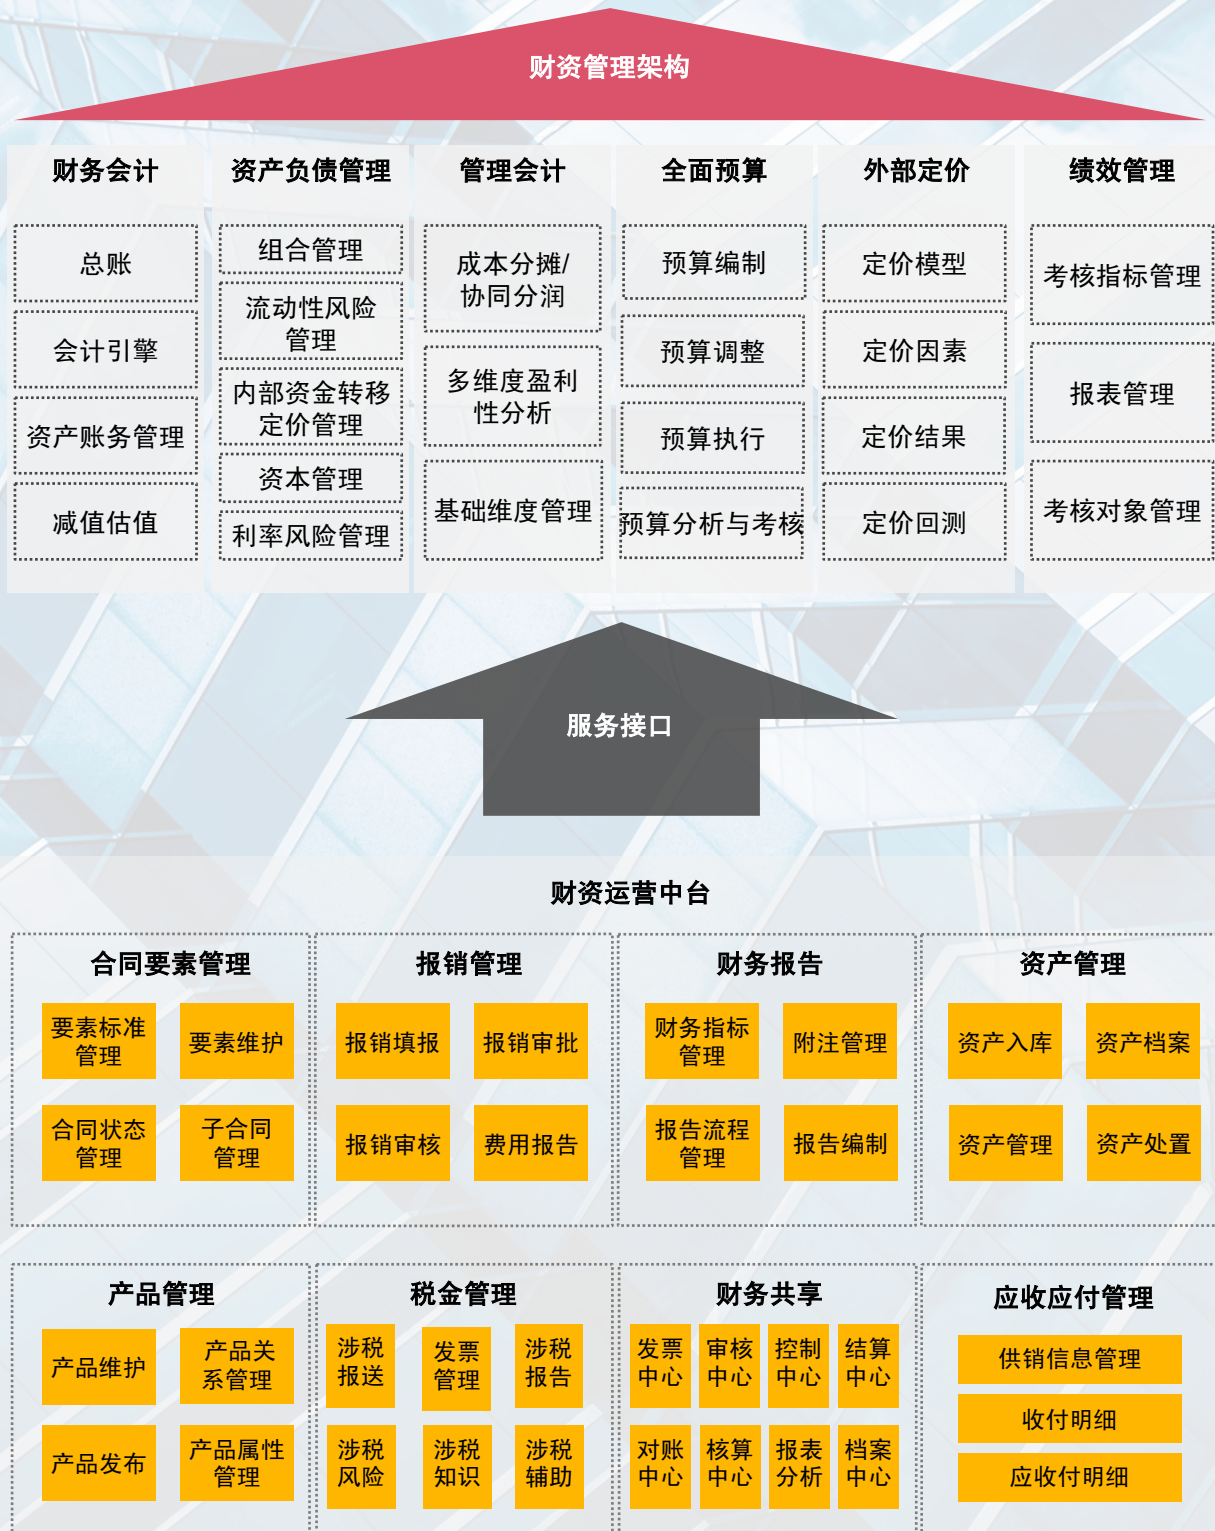 财资管理架构
财务会计
总账
会计引擎
资产账务管理
减值估值
资产负债管理
组合管理
流动性风险
管理
内部资金转移
定价管理
资本管理
利率风险管理
管理会计
成本分摊/
协同分润
多维度盈利
性分析
基础维度管理
全面预算
预算编制
预算调整
预算执行
预算分析与考核
外部定价
定价模型
定价因素
定价结果
定价回测
绩效管理
考核指标管理
报表管理
考核对象管理
服务接口
财资运营中台
合同要素管理
要素标准
管理
要素维护
合同状态
管理
子合同
管理
报销管理
报销填报
报销审批
报销审核
费用报告
财务报告
财务指标
管理
附注管理
报告流程
管理
报告编制
资产管理
资产入库
资产档案
资产管理
资产处置
产品管理
产品维护
产品关
系管理
产品发布
产品属性
管理
税金管理
涉税
报送
发票
管理
涉税
报告
涉税
风险
涉税
知识
涉税
辅助
财务共享
发票
中心
审核
中心
控制
中心
结算
中心
对账
中心
核算
中心
报表
分析
档案
中心
应收应付管理
供销信息管理
收付明细
应收付明细